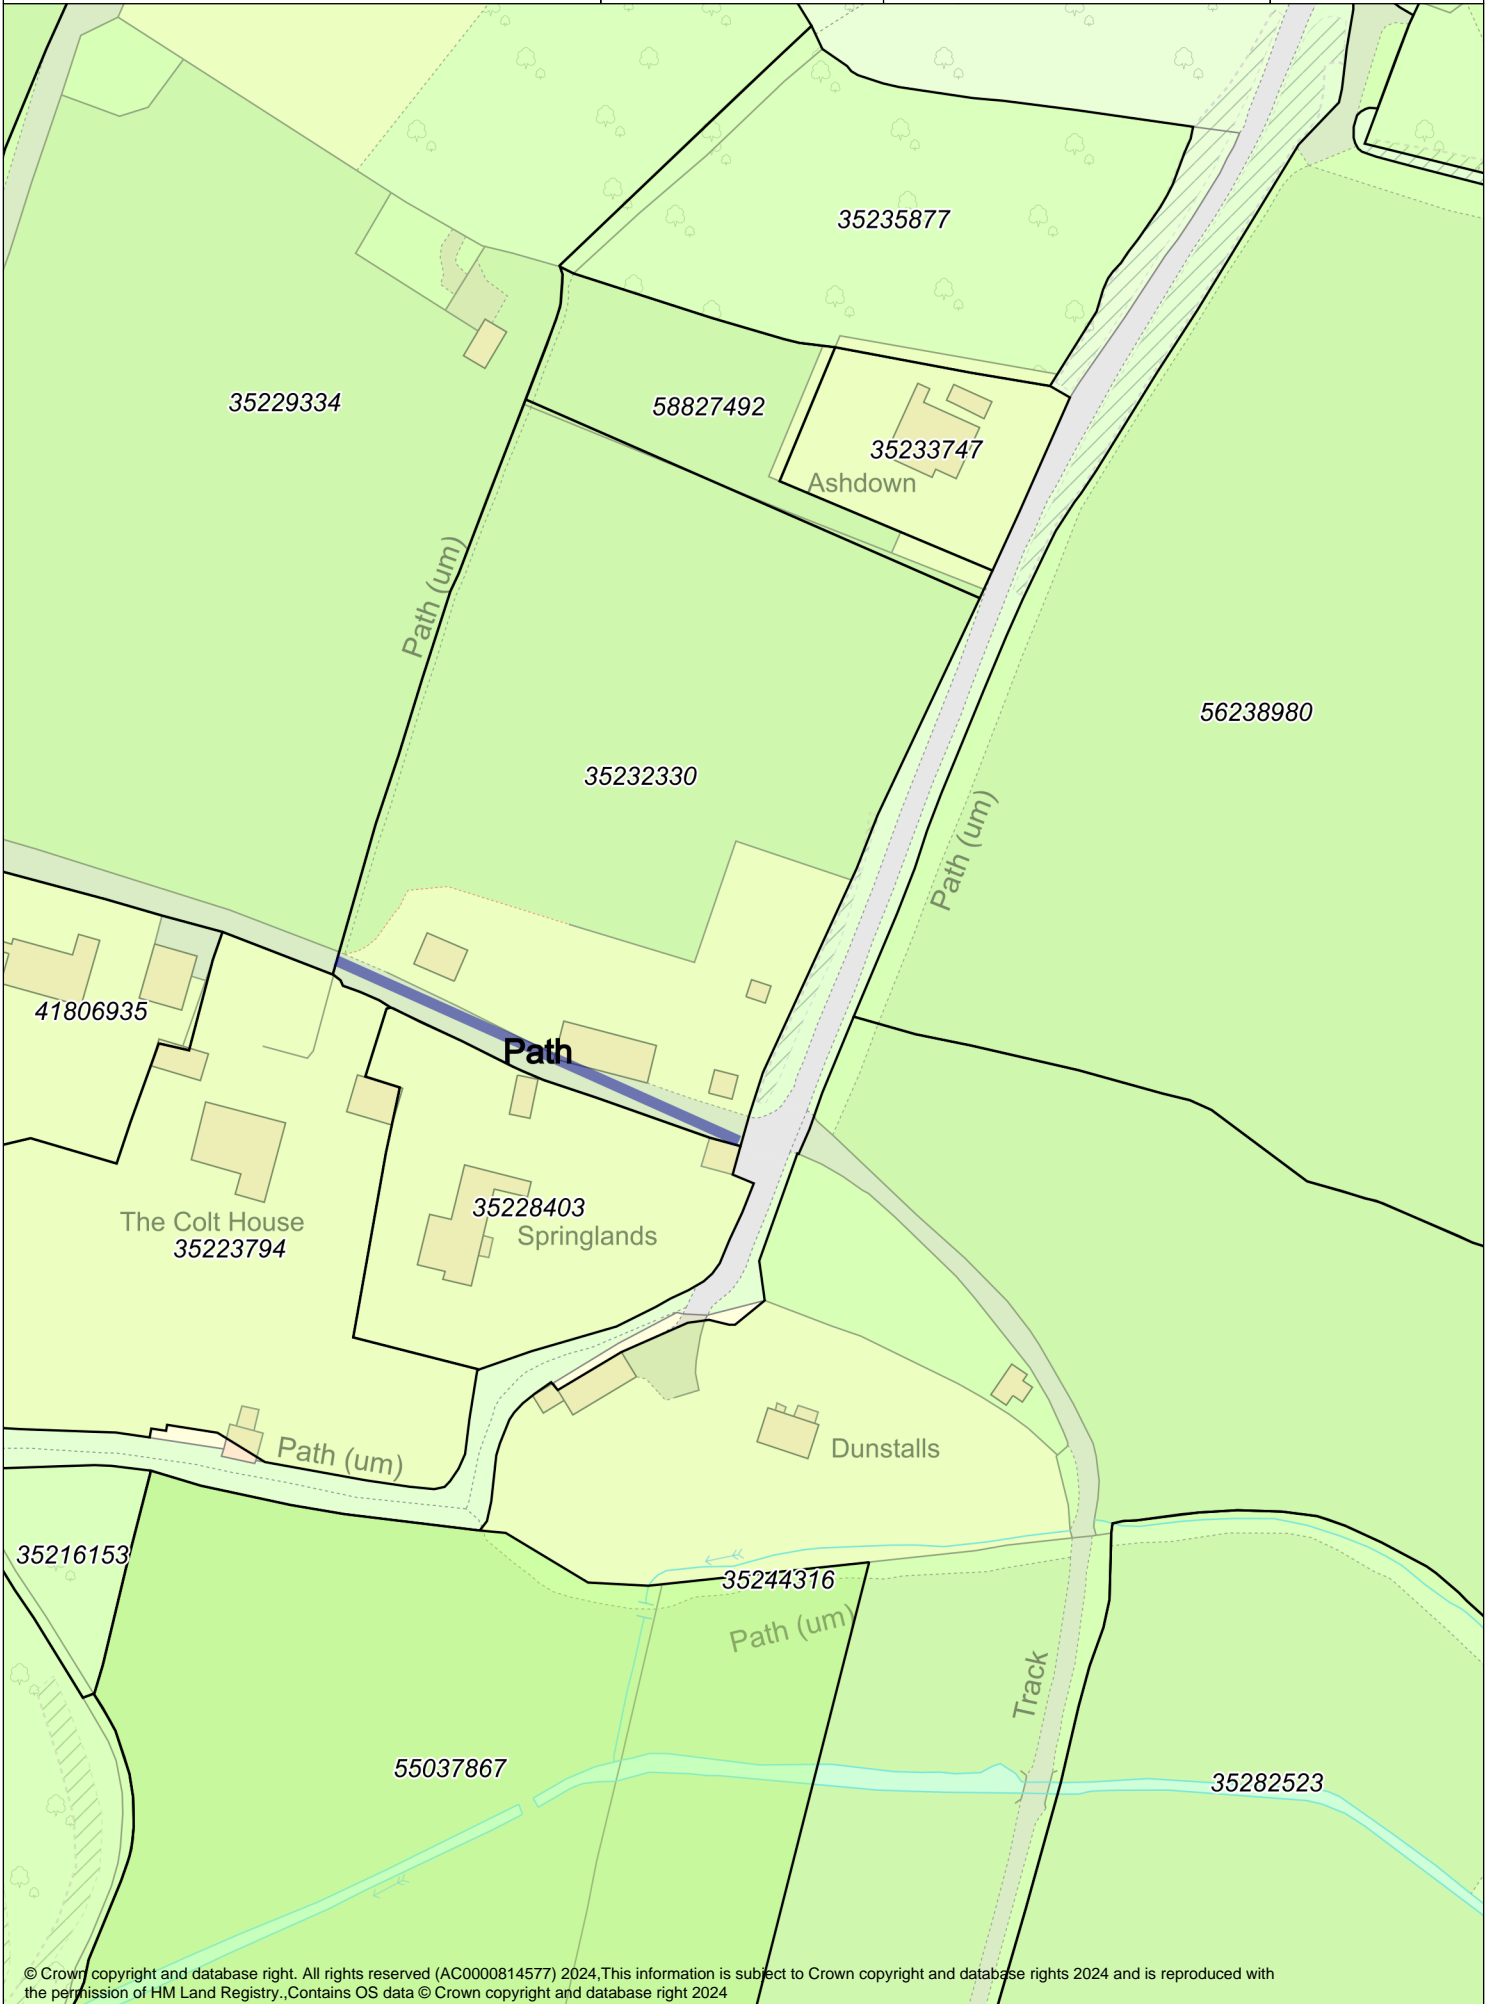 35235877
35229334
58827492
35233747
Ashdown
Path (um)
56238980
35232330
Path (um)
41806935
Path
35228403
Springlands
The Colt House
35223794
Dunstalls
Path (um)
35216153
35244316
Path (um)
Track
55037867
35282523
© Crown copyright and database right. All rights reserved (AC0000814577) 2024,This information is subject to Crown copyright and database rights 2024 and is reproduced with
the permission of HM Land Registry.,Contains OS data © Crown copyright and database right 2024